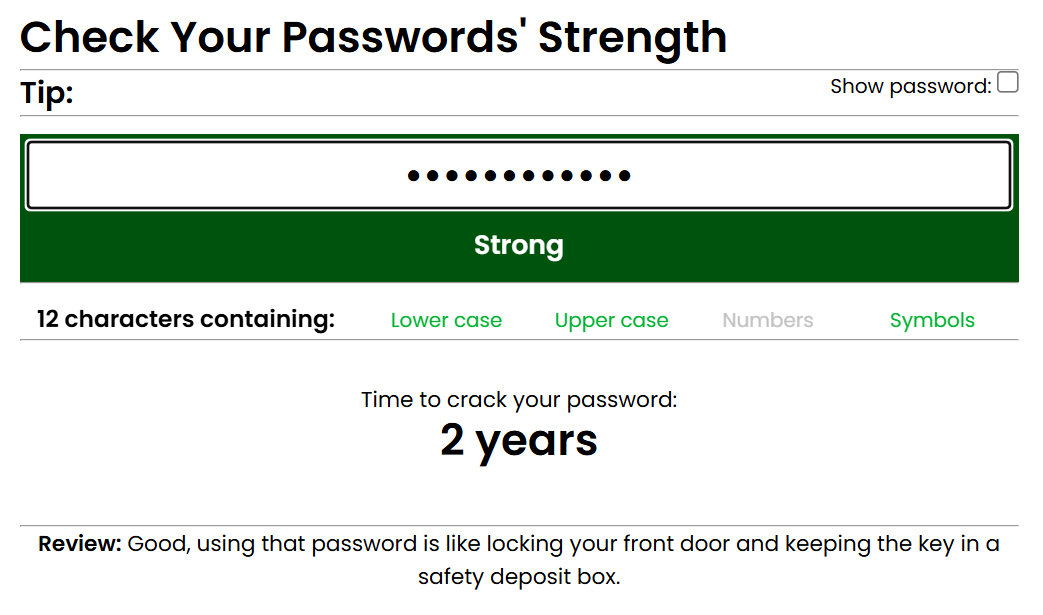 Check Your Passwords' Strength
Tip:
Show password:
••••••••••••
Strong
12 characters containing: Lower case Upper case Numbers Symbols
Time to crack your password:
2 years
Review: Good, using that password is like locking your front door and keeping the key in a
safety deposit box.